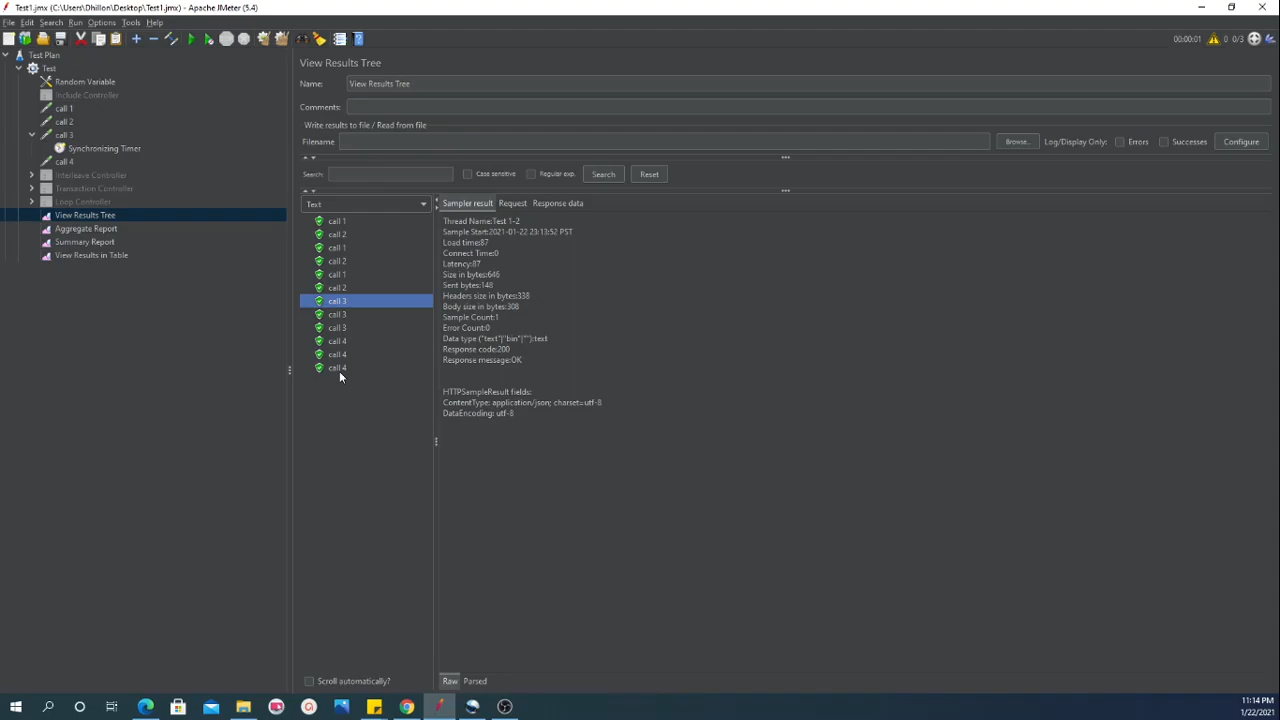 Test1.jmx (C:\Users\Dhillon\Desktop\Test1.jmx) - Apache JMeter (5.4)
File Edit Search Run Options Tools Help
00:00:01 0 0/3
Test Plan
Test
Random Variable
Include Controller
call 1
call 2
call 3
Synchronizing Timer
call 4
Interleave Controller
Transaction Controller
Loop Controller
View Results Tree
Aggregate Report
Summary Report
View Results in Table
View Results Tree
Name: View Results Tree
Comments:
Write results to file / Read from file
Filename Browse... Log/Display Only: Errors Successes Configure
Search: Case sensitive Regular exp. Search Reset
Text
call 1
call 2
call 1
call 2
call 1
call 2
call 3
call 3
call 3
call 4
call 4
call 4
Scroll automatically?
Sampler result Request Response data
Thread Name:Test 1-2
Sample Start:2021-01-22 23:13:52 PST
Load time:87
Connect Time:0
Latency:87
Size in bytes:646
Sent bytes:148
Headers size in bytes:338
Body size in bytes:308
Sample Count:1
Error Count:0
Data type ("text"|"bin"|""):text
Response code:200
Response message:OK
HTTPSampleResult fields:
ContentType: application/json; charset=utf-8
DataEncoding: utf-8
Raw Parsed
11:14 PM
1/22/2021